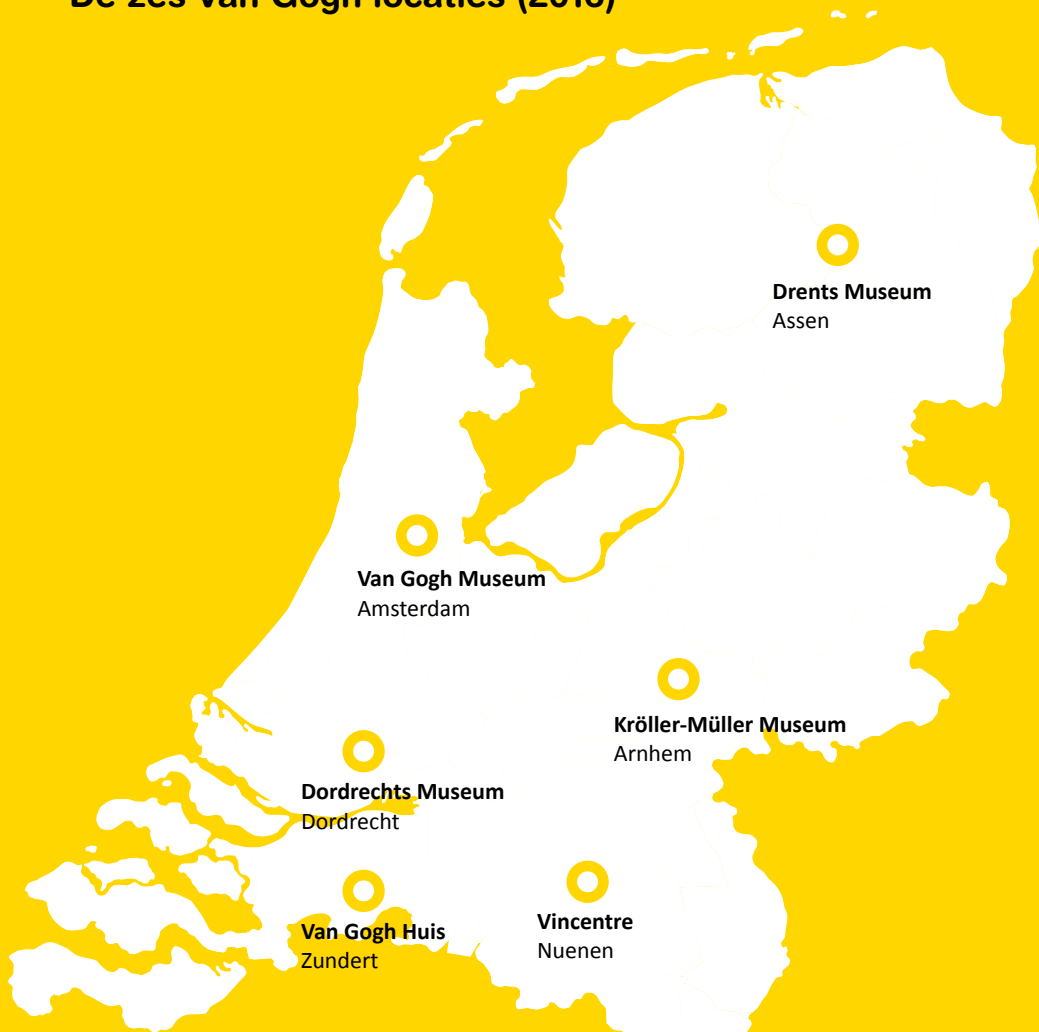 De zes Van Gogh locaties (2016)
Drents Museum
Assen
Van Gogh Museum
Amsterdam
Kröller-Müller Museum
Arnhem
Dordrechts Museum
Dordrecht
Van Gogh Huis
Zundert
Vincentre
Nuenen